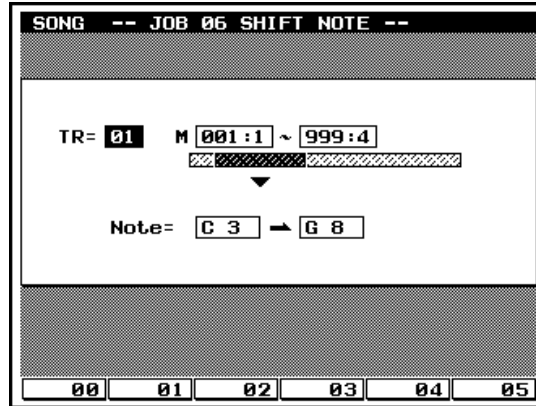 SONG -- JOB 06 SHIFT NOTE --
TR= 01 M 001:1 ~ 999:4
Note= C 3 → G 8
00 01 02 03 04 05